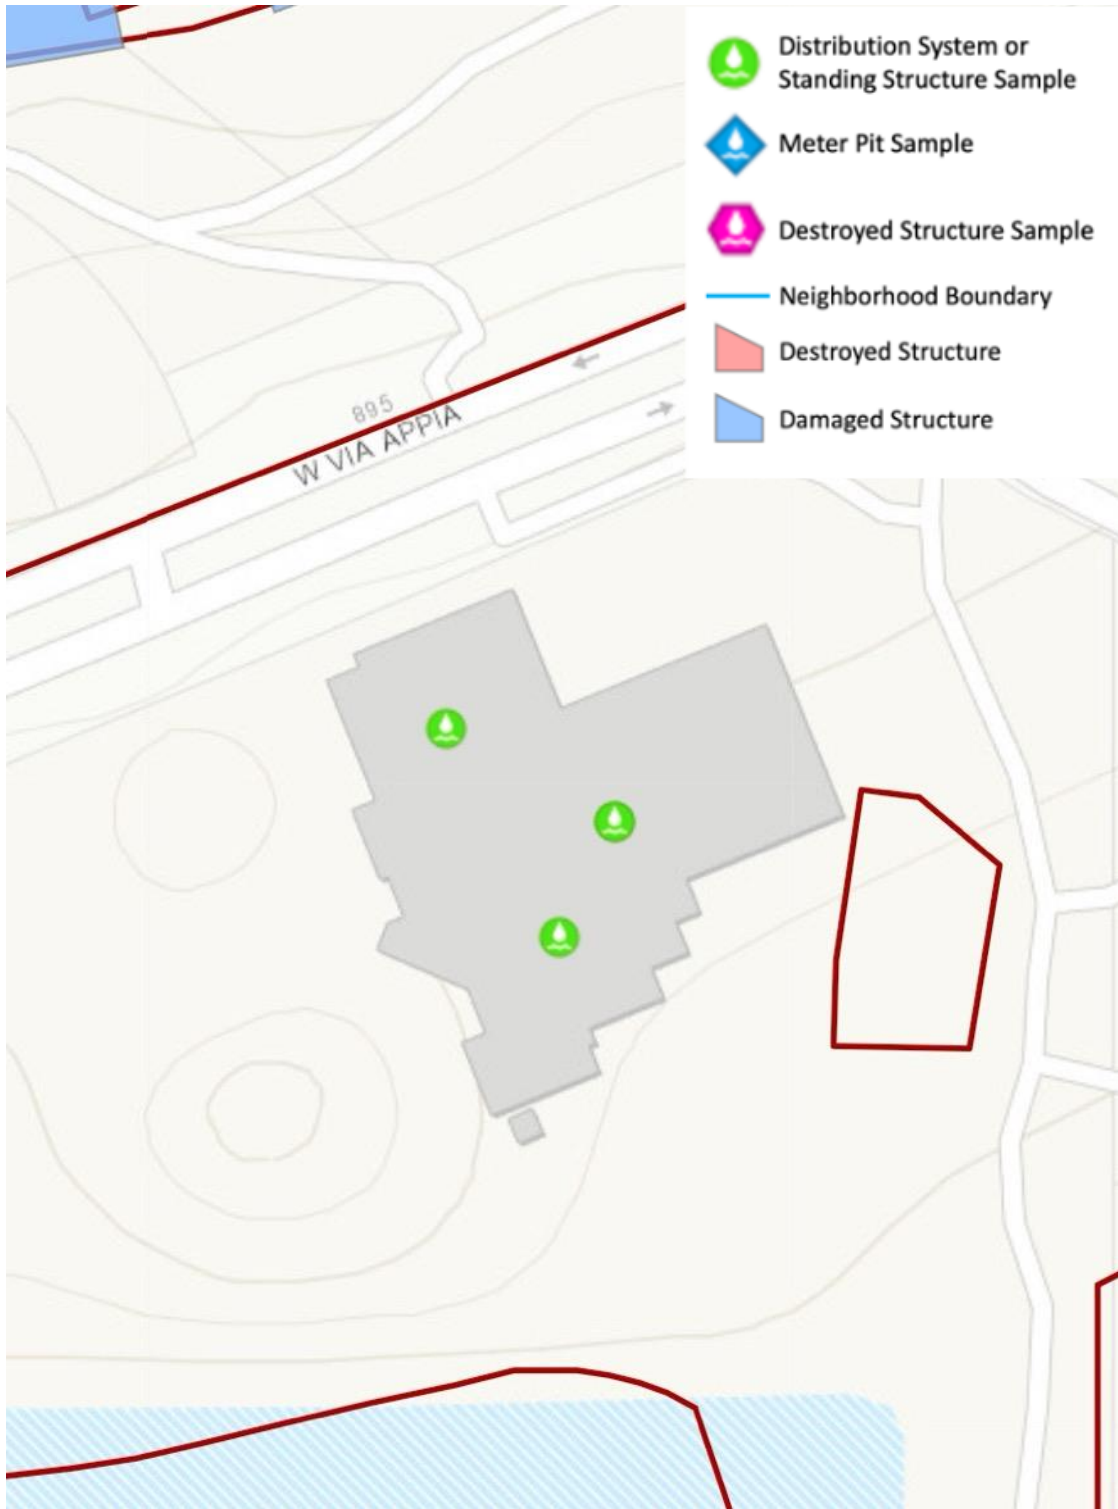 Distribution System or
Standing Structure Sample
Meter Pit Sample
Destroyed Structure Sample
Neighborhood Boundary
Destroyed Structure
Damaged Structure
895
W VIA APPIA